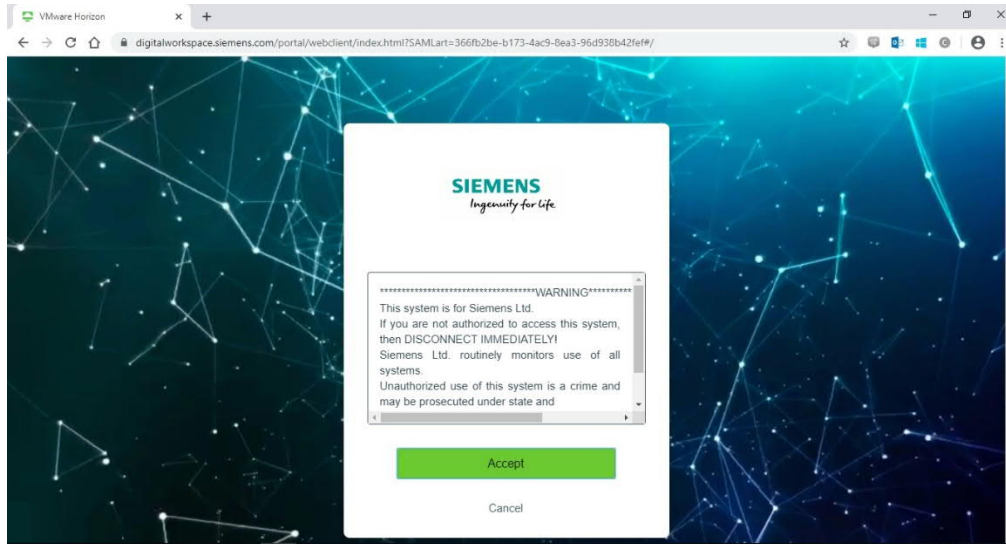 VMware Horizon
digitalworkspace.siemens.com/portal/webclient/index.html?SAMLart=366fb2be-b173-4ac9-8ea3-96d938b42fef#/
SIEMENS
Ingenuity for life
***********************************WARNING**********
This system is for Siemens Ltd.
If you are not authorized to access this system,
then DISCONNECT IMMEDIATELY!
Siemens Ltd. routinely monitors use of all
systems.
Unauthorized use of this system is a crime and
may be prosecuted under state and
Accept
Cancel